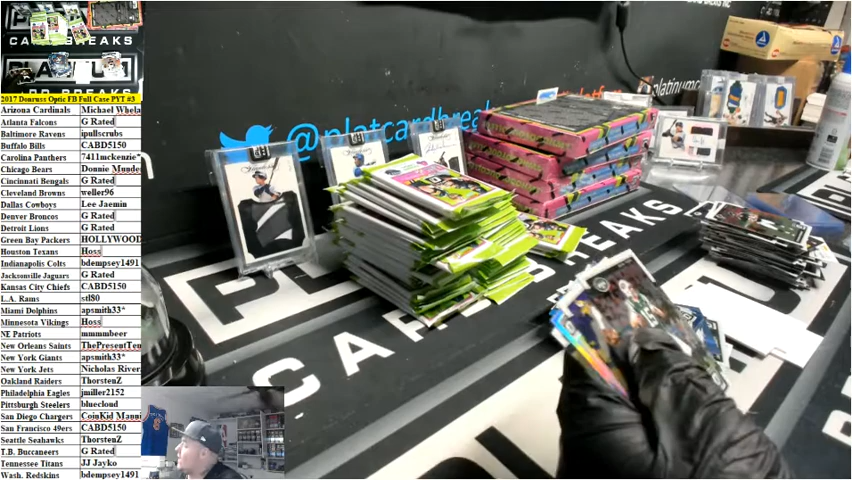 2017 Donruss Optic FB Full Case PYT #3
Arizona Cardinals Michael Whela
Atlanta Falcons G Rated
Baltimore Ravens ipullscrubs
Buffalo Bills CABD5150
Carolina Panthers 7411mckenzie*
Chicago Bears Donnie Mundes
Cincinnati Bengals G Rated
Cleveland Browns weller96
Dallas Cowboys Lee Jaemin
Denver Broncos G Rated
Detroit Lions G Rated
Green Bay Packers HOLLYWOOD
Houston Texans Hoss
Indianapolis Colts bdempsey1491
Jacksonville Jaguars G Rated
Kansas City Chiefs CABD5150
L.A. Rams stl80
Miami Dolphins apsmith33*
Minnesota Vikings Hoss
NE Patriots mmmmbeer
New Orleans Saints ThePresentTen
New York Giants apsmith33*
New York Jets Nicholas River
Oakland Raiders ThorstenZ
Philadelphia Eagles jmiller2152
Pittsburgh Steelers bluecloud
San Diego Chargers CoinKid Manni
San Francisco 49ers CABD5150
Seattle Seahawks ThorstenZ
T.B. Buccaneers G Rated
Tennessee Titans JJ Jayko
Wash. Redskins bdempsey1491
@platcardbreaks
platinumc
CARD BREAKS